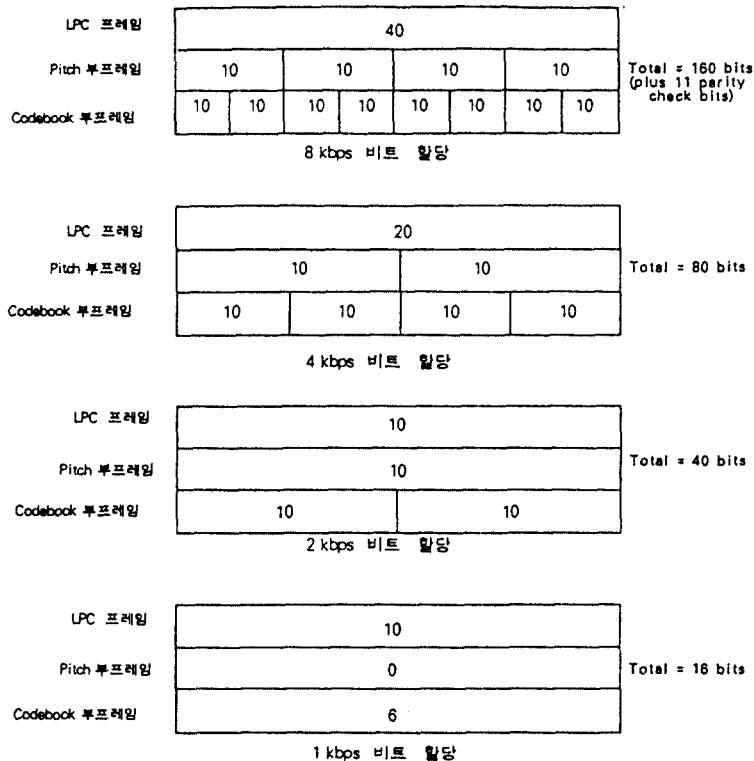 LPC 프레임 40
Pitch 부프레임 10 10 10 10 Total = 160 bits
(plus 11 parity
check bits)
Codebook 부프레임 10 10 10 10 10 10 10 10
8 kbps 비트 할당
LPC 프레임 20
Pitch 부프레임 10 10 Total = 80 bits
Codebook 부프레임 10 10 10 10
4 kbps 비트 할당
LPC 프레임 10
Pitch 부프레임 10 Total = 40 bits
Codebook 부프레임 10 10
2 kbps 비트 할당
LPC 프레임 10
Pitch 부프레임 0 Total = 16 bits
Codebook 부프레임 6
1 kbps 비트 할당